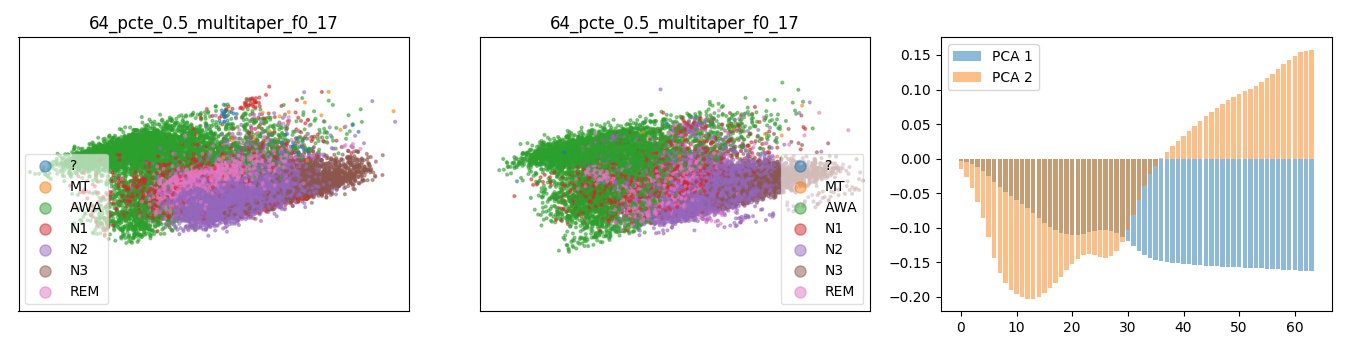 64_pcte_0.5_multitaper_f0_17
?
MT
AWA
N1
N2
N3
REM
64_pcte_0.5_multitaper_f0_17
?
MT
AWA
N1
N2
N3
REM
PCA 1
PCA 2
0.15
0.10
0.05
0.00
−0.05
−0.10
−0.15
−0.20
0 10 20 30 40 50 60